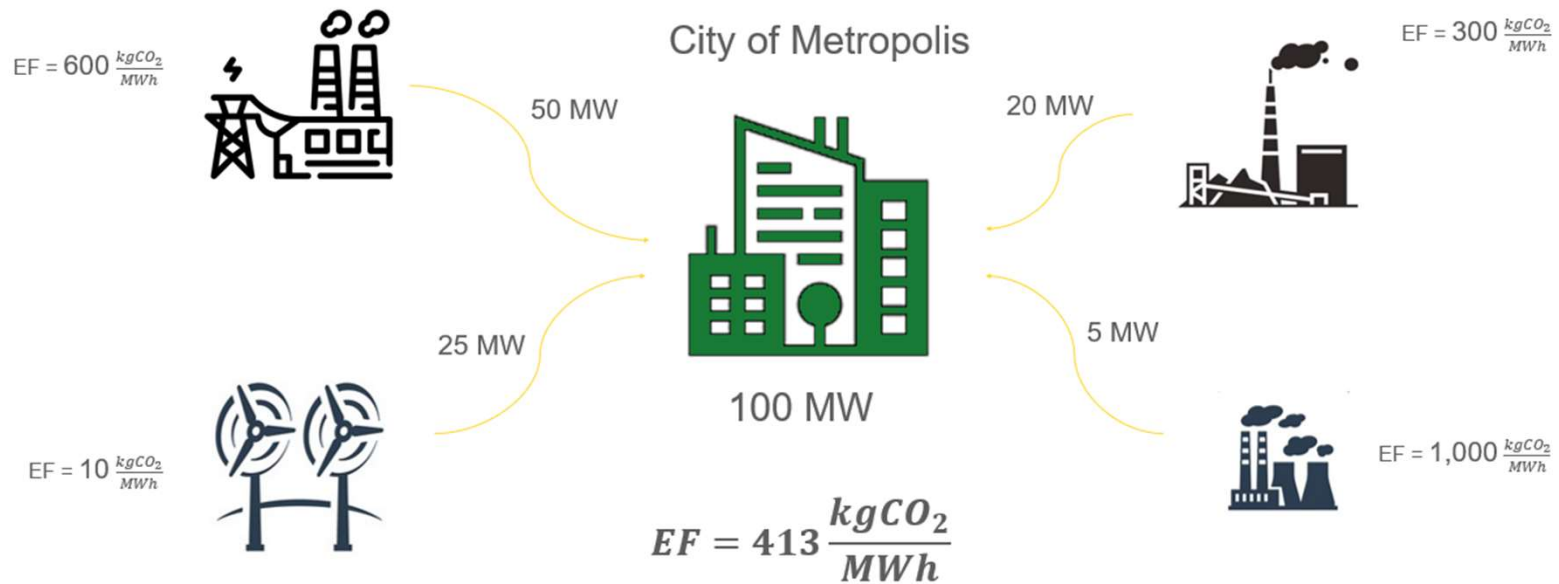 City of Metropolis
EF = 600 kgCO₂/MWh
50 MW
20 MW
EF = 300 kgCO₂/MWh
25 MW
5 MW
100 MW
EF = 10 kgCO₂/MWh
EF = 1,000 kgCO₂/MWh
EF = 413 kgCO₂/MWh